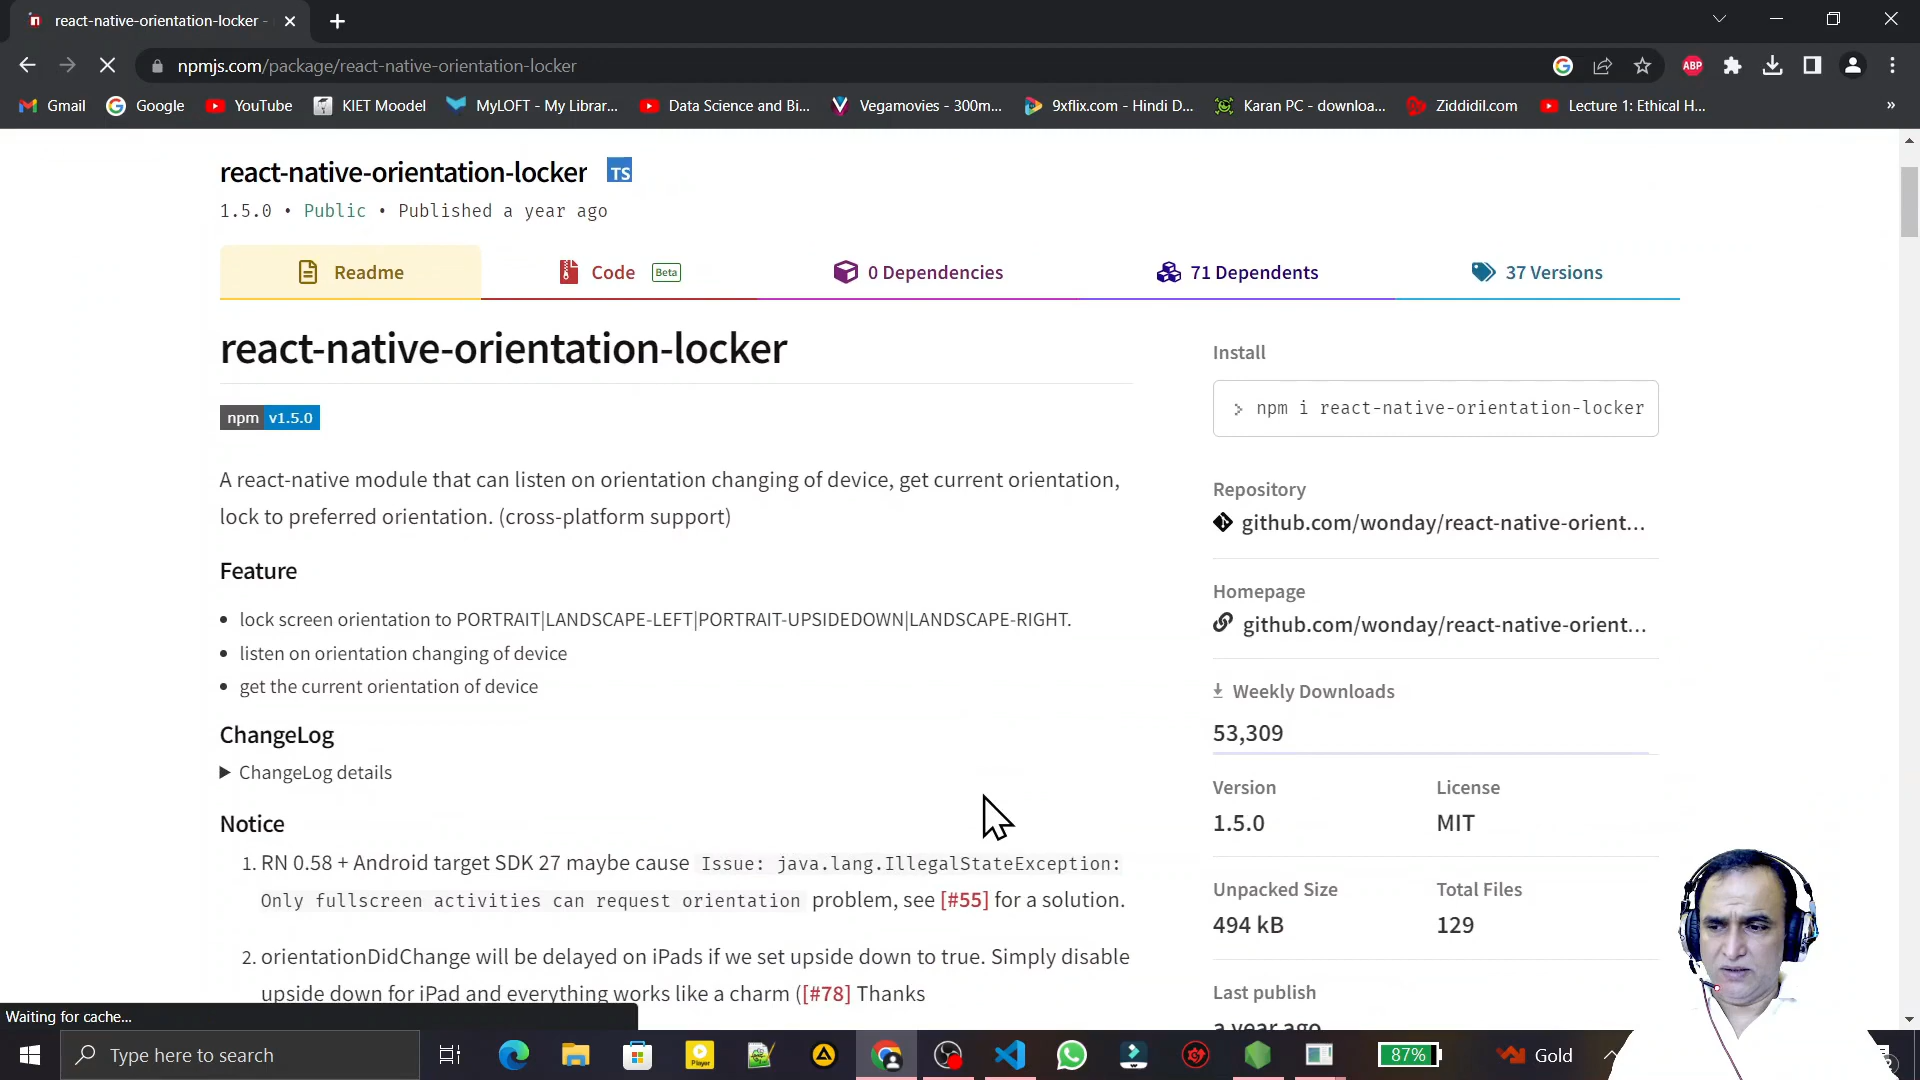 react-native-orientation-locker -
npmjs.com/package/react-native-orientation-locker
ABP
Gmail
Google
YouTube
KIET Moodel
MyLOFT - My Librar...
Data Science and Bi...
Vegamovies - 300m...
9xflix.com - Hindi D...
Karan PC - downloa...
Ziddidil.com
Lecture 1: Ethical H...
»
react-native-orientation-locker TS
1.5.0 • Public • Published a year ago
Readme
Code Beta
0 Dependencies
71 Dependents
37 Versions
react-native-orientation-locker
npm v1.5.0
A react-native module that can listen on orientation changing of device, get current orientation,
lock to preferred orientation. (cross-platform support)
Feature
• lock screen orientation to PORTRAIT|LANDSCAPE-LEFT|PORTRAIT-UPSIDEDOWN|LANDSCAPE-RIGHT.
• listen on orientation changing of device
• get the current orientation of device
ChangeLog
ChangeLog details
Notice
1. RN 0.58 + Android target SDK 27 maybe cause Issue: java.lang.IllegalStateException:
Only fullscreen activities can request orientation problem, see [#55] for a solution.
2. orientationDidChange will be delayed on iPads if we set upside down to true. Simply disable
upside down for iPad and everything works like a charm ([#78] Thanks
Install
> npm i react-native-orientation-locker
Repository
github.com/wonday/react-native-orient...
Homepage
github.com/wonday/react-native-orient...
Weekly Downloads
53,309
Version
License
1.5.0
MIT
Unpacked Size
Total Files
494 kB
129
Last publish
a year ago
Waiting for cache...
Type here to search
Player
87%
Gold